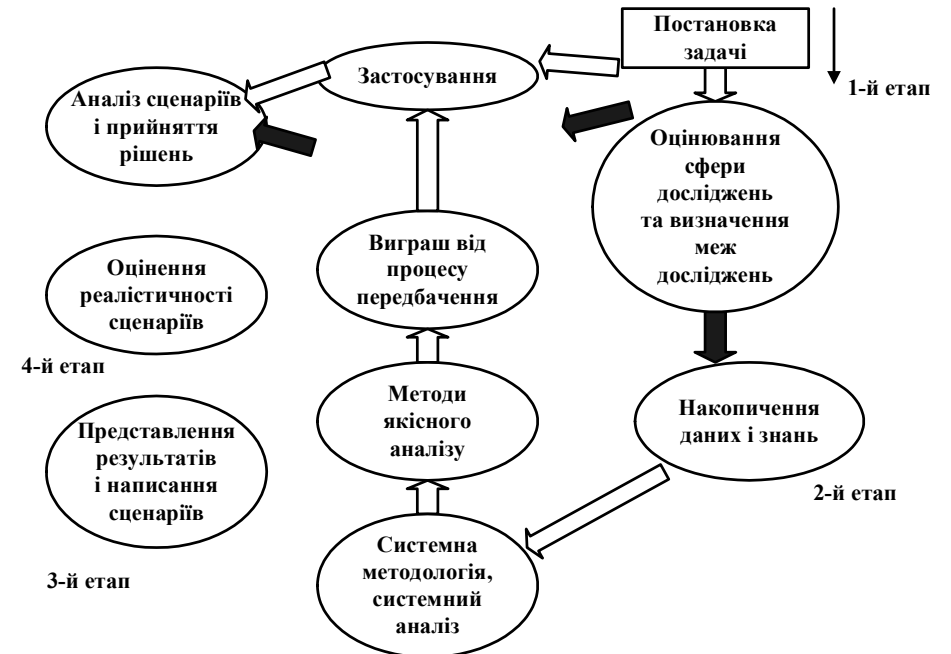 Постановка
задачі
1-й етап
Застосування
Аналіз сценаріїв
і прийняття
рішень
Оцінювання
сфери
досліджень
та визначення
меж
досліджень
Виграш від
процесу
передбачення
Оцінення
реалістичності
сценаріїв
4-й етап
Методи
якісного
аналізу
Накопичення
даних і знань
2-й етап
Представлення
результатів
і написання
сценаріїв
3-й етап
Системна
методологія,
системний
аналіз